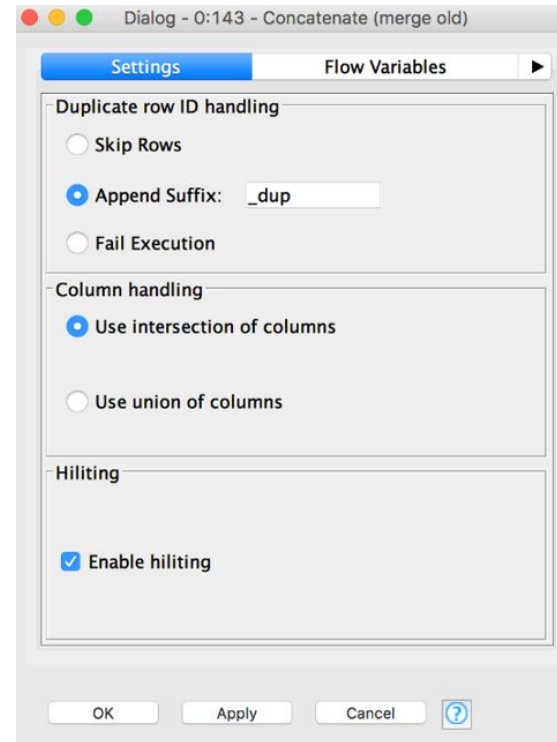 Dialog - 0:143 - Concatenate (merge old)
Settings Flow Variables
Duplicate row ID handling
Skip Rows
Append Suffix: _dup
Fail Execution
Column handling
Use intersection of columns
Use union of columns
Hiliting
Enable hiliting
OK Apply Cancel ?